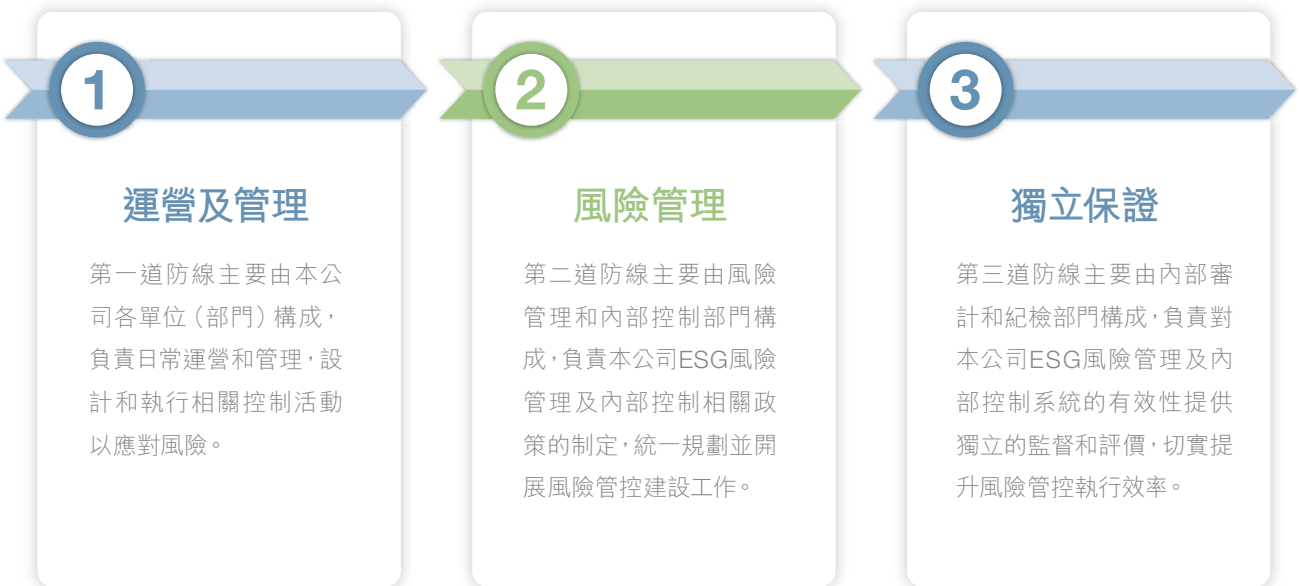 1
運營及管理
第一道防線主要由本公
司各單位（部門）構成，
負責日常運營和管理，設
計和執行相關控制活動
以應對風險。
2
風險管理
第二道防線主要由風險
管理和內部控制部門構
成，負責本公司ESG風險
管理及內部控制相關政
策的制定，統一規劃並開
展風險管控建設工作。
3
獨立保證
第三道防線主要由內部審
計和紀檢部門構成，負責對
本公司ESG風險管理及內
部控制系統的有效性提供
獨立的監督和評價，切實提
升風險管控執行效率。